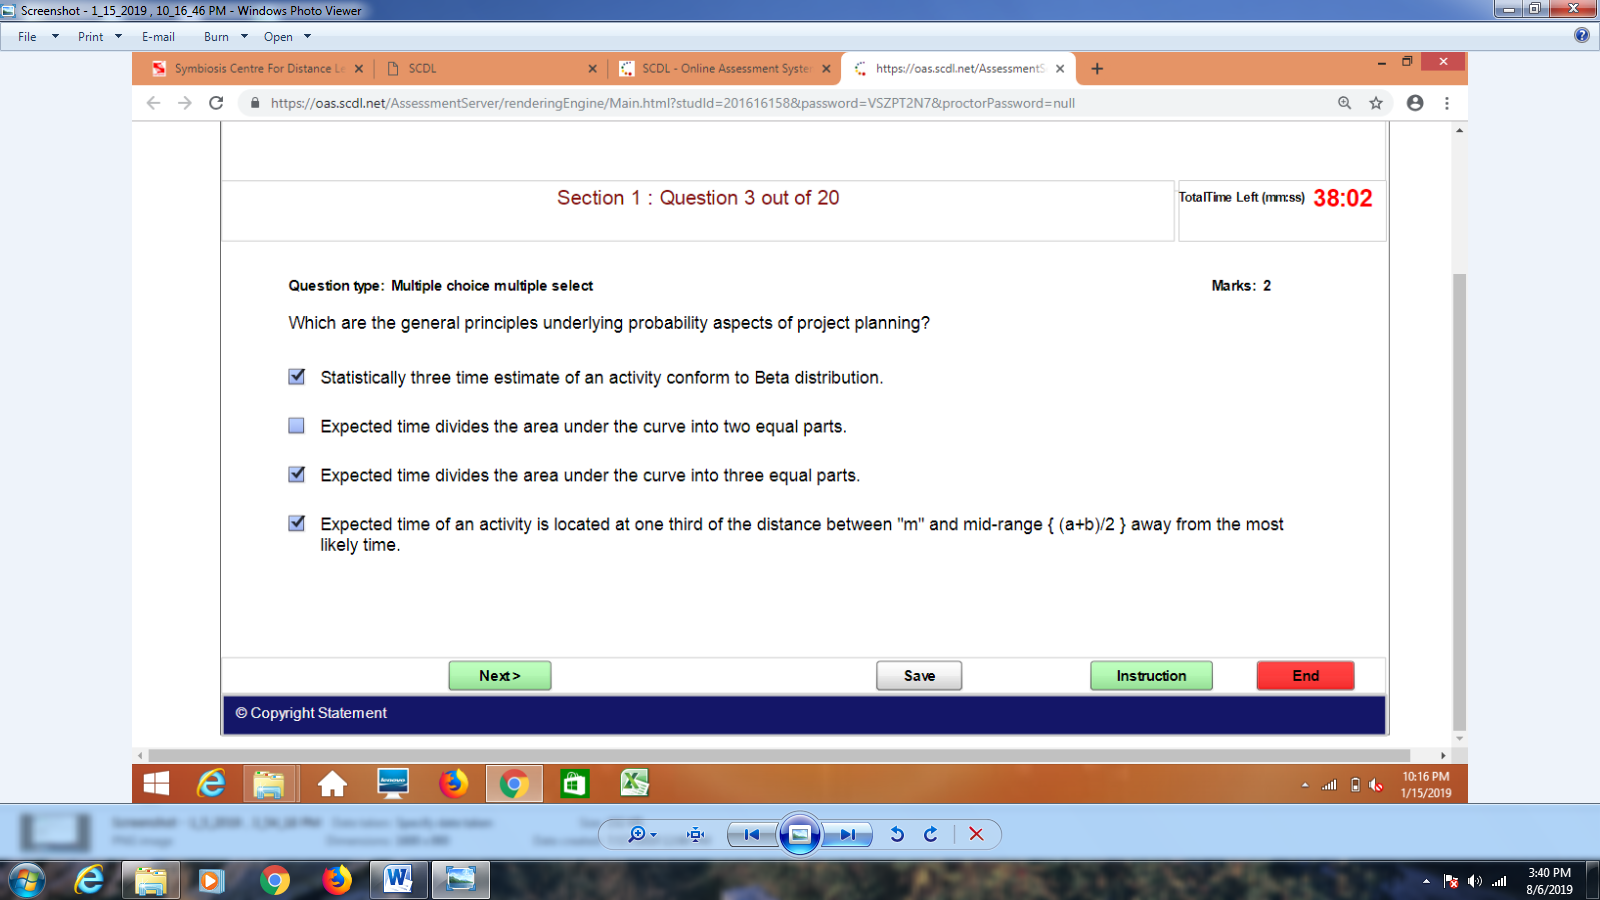 Screenshot - 1_15_2019 , 10_16_46 PM - Windows Photo Viewer
File Print E-mail Burn Open
Symbiosis Centre For Distance Le SCDL SCDL - Online Assessment System https://oas.scdl.net/AssessmentS
https://oas.scdl.net/AssessmentServer/renderingEngine/Main.html?studId=201616158&password=VSZPT2N7&proctorPassword=null
Section 1 : Question 3 out of 20
TotalTime Left (mm:ss) 38:02
Question type: Multiple choice multiple select Marks: 2
Which are the general principles underlying probability aspects of project planning?
Statistically three time estimate of an activity conform to Beta distribution.
Expected time divides the area under the curve into two equal parts.
Expected time divides the area under the curve into three equal parts.
Expected time of an activity is located at one third of the distance between "m" and mid-range { (a+b)/2 } away from the most
likely time.
Next> Save Instruction End
© Copyright Statement
10:16 PM
1/15/2019
3:40 PM
8/6/2019